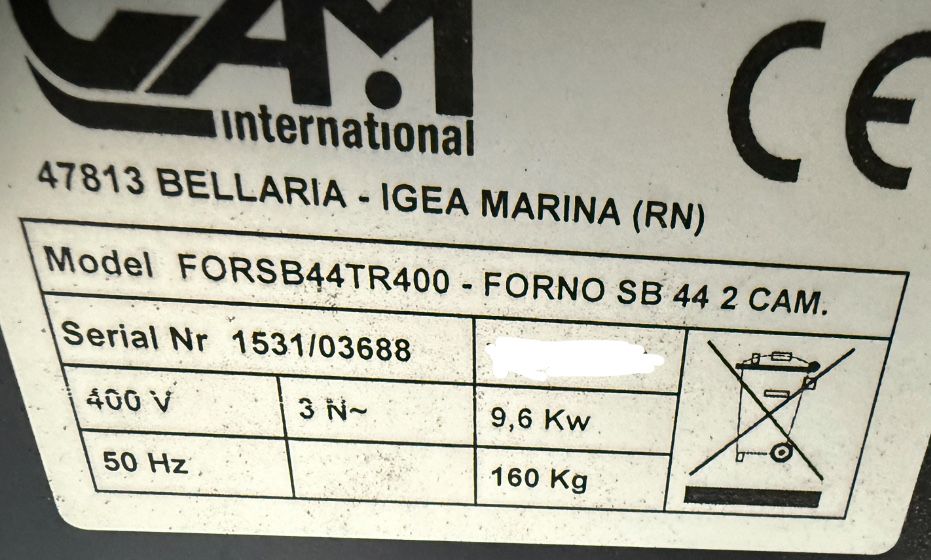 GAM
international
CE
47813 BELLARIA - IGEA MARINA (RN)
Model FORSB44TR400 - FORNO SB 44 2 CAM.
Serial Nr 1531/03688
400 V 3 N~ 9,6 Kw
50 Hz 160 Kg